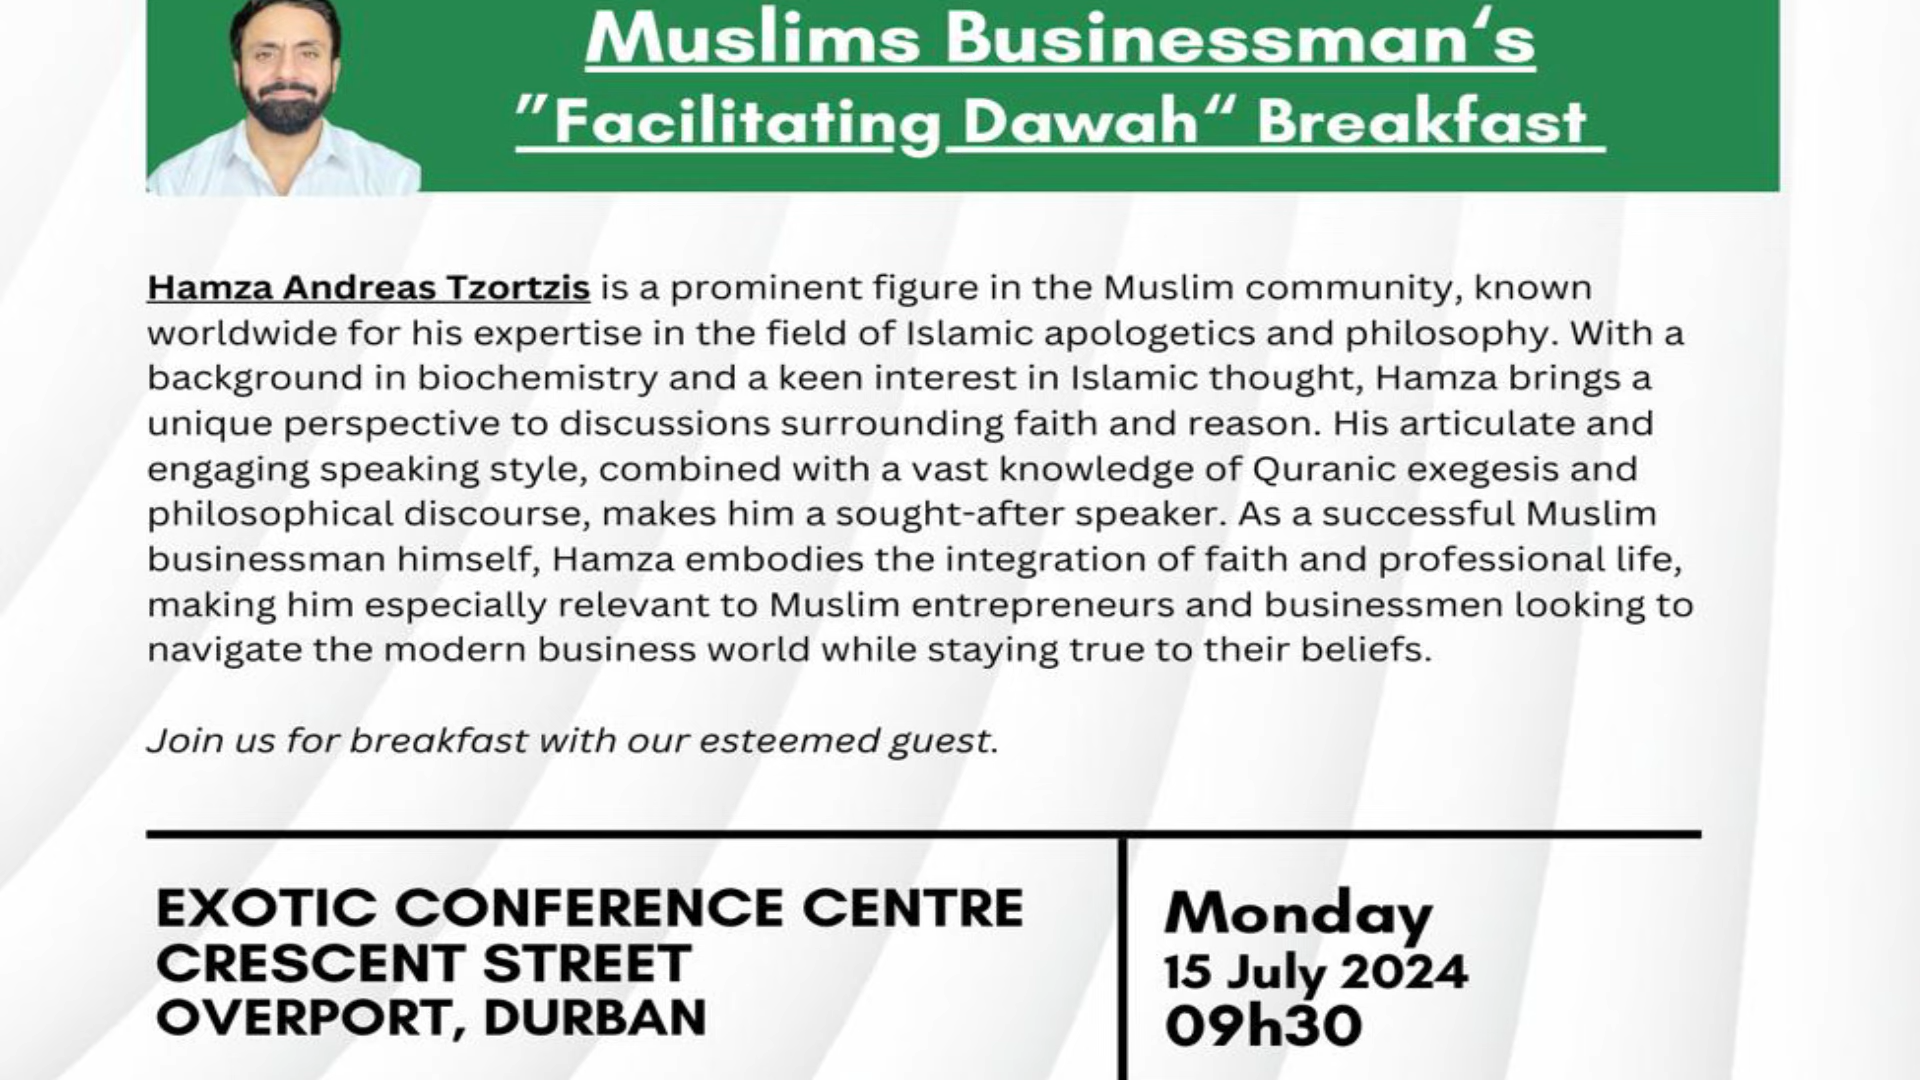 Muslims Businessman‘s
”Facilitating Dawah“ Breakfast
Hamza Andreas Tzortzis is a prominent figure in the Muslim community, known
worldwide for his expertise in the field of Islamic apologetics and philosophy. With a
background in biochemistry and a keen interest in Islamic thought, Hamza brings a
unique perspective to discussions surrounding faith and reason. His articulate and
engaging speaking style, combined with a vast knowledge of Quranic exegesis and
philosophical discourse, makes him a sought-after speaker. As a successful Muslim
businessman himself, Hamza embodies the integration of faith and professional life,
making him especially relevant to Muslim entrepreneurs and businessmen looking to
navigate the modern business world while staying true to their beliefs.
Join us for breakfast with our esteemed guest.
EXOTIC CONFERENCE CENTRE
CRESCENT STREET
OVERPORT, DURBAN
Monday
15 July 2024
09h30